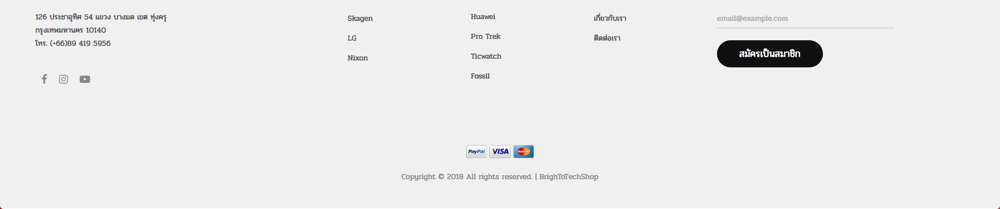 126 ประชาอุทิศ 54 แขวง บางมด เขต ทุ่งครุ
กรุงเทพมหานคร 10140
โทร. (+66)89 419 5956
Skagen
LG
Nixon
Huawei
Pro Trek
Ticwatch
Fossil
เกี่ยวกับเรา
ติดต่อเรา
email@example.com
สมัครเป็นสมาชิก
PayPal VISA MasterCard
Copyright © 2018 All rights reserved. | BrighToTechShop